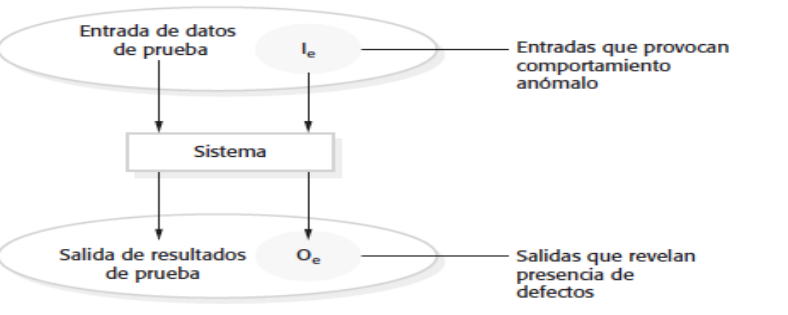 Entrada de datos
de prueba
I_e
Entradas que provocan
comportamiento
anómalo
Sistema
Salida de resultados
de prueba
O_e
Salidas que revelan
presencia de
defectos